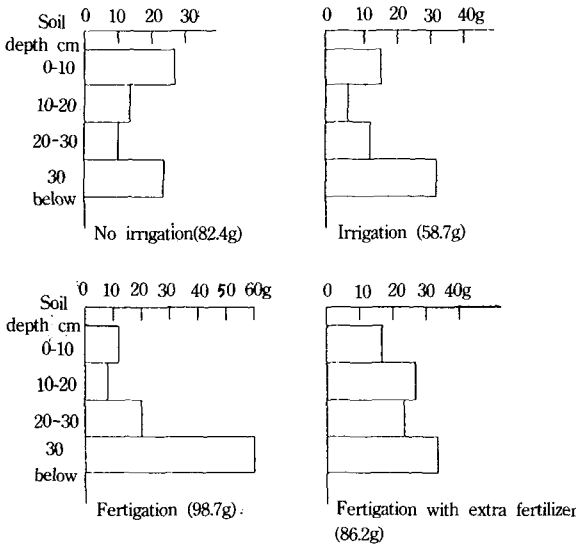 Soil
depth cm
0 10 20 30
0-10
10-20
20-30
30
below
No irrigation(82.4g)
0 10 20 30 40g
Irrigation (58.7g)
Soil
depth cm
0 10 20 30 40 50 60g
0-10
10-20
20-30
30
below
Fertigation (98.7g)
0 10 20 30 40g
Fertigation with extra fertilizer
(86.2g)